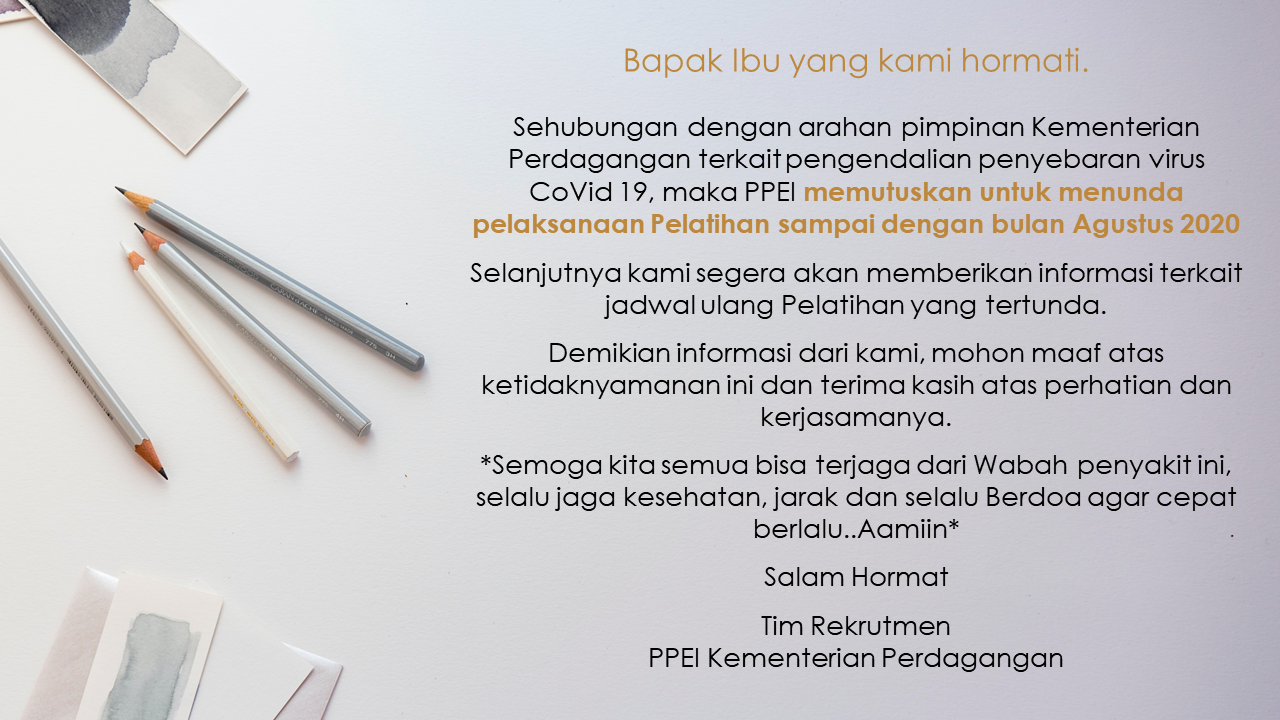 Bapak Ibu yang kami hormati.
Sehubungan dengan arahan pimpinan Kementerian
Perdagangan terkait pengendalian penyebaran virus
CoVid 19, maka PPEI memutuskan untuk menunda
pelaksanaan Pelatihan sampai dengan bulan Agustus 2020
Selanjutnya kami segera akan memberikan informasi terkait
jadwal ulang Pelatihan yang tertunda.
Demikian informasi dari kami, mohon maaf atas
ketidaknyamanan ini dan terima kasih atas perhatian dan
kerjasamanya.
*Semoga kita semua bisa terjaga dari Wabah penyakit ini,
selalu jaga kesehatan, jarak dan selalu Berdoa agar cepat
berlalu..Aamiin*
Salam Hormat
Tim Rekrutmen
PPEI Kementerian Perdagangan